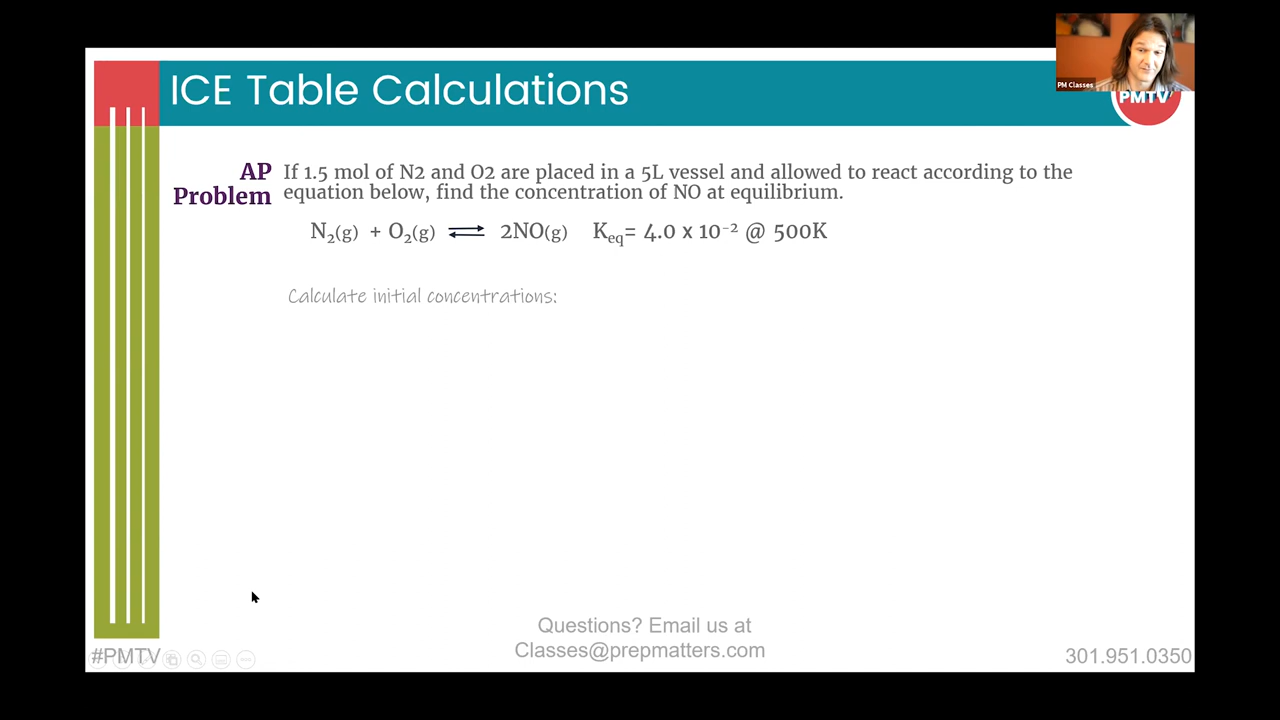 ICE Table Calculations
PM Classes
PMTV
AP Problem
If 1.5 mol of N2 and O2 are placed in a 5L vessel and allowed to react according to the
equation below, find the concentration of NO at equilibrium.
N₂(g) + O₂(g) ⇌ 2NO(g) Keq= 4.0 x 10⁻² @ 500K
Calculate initial concentrations:
Questions? Email us at
Classes@prepmatters.com
#PMTV
301.951.0350